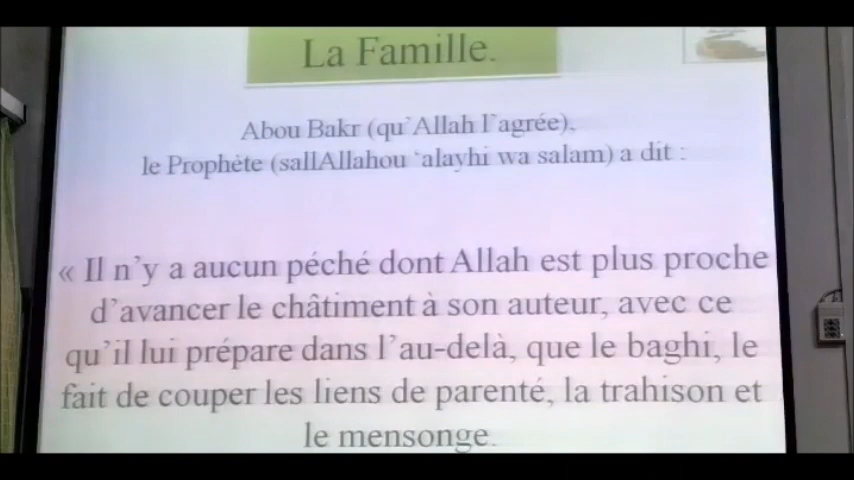 La Famille.
Abou Bakr (qu'Allah l'agrée),
le Prophète (sallAllahou 'alayhi wa salam) a dit :
« Il n'y a aucun péché dont Allah est plus proche
d'avancer le châtiment à son auteur, avec ce
qu'il lui prépare dans l'au-delà, que le baghi, le
fait de couper les liens de parenté, la trahison et
le mensonge.